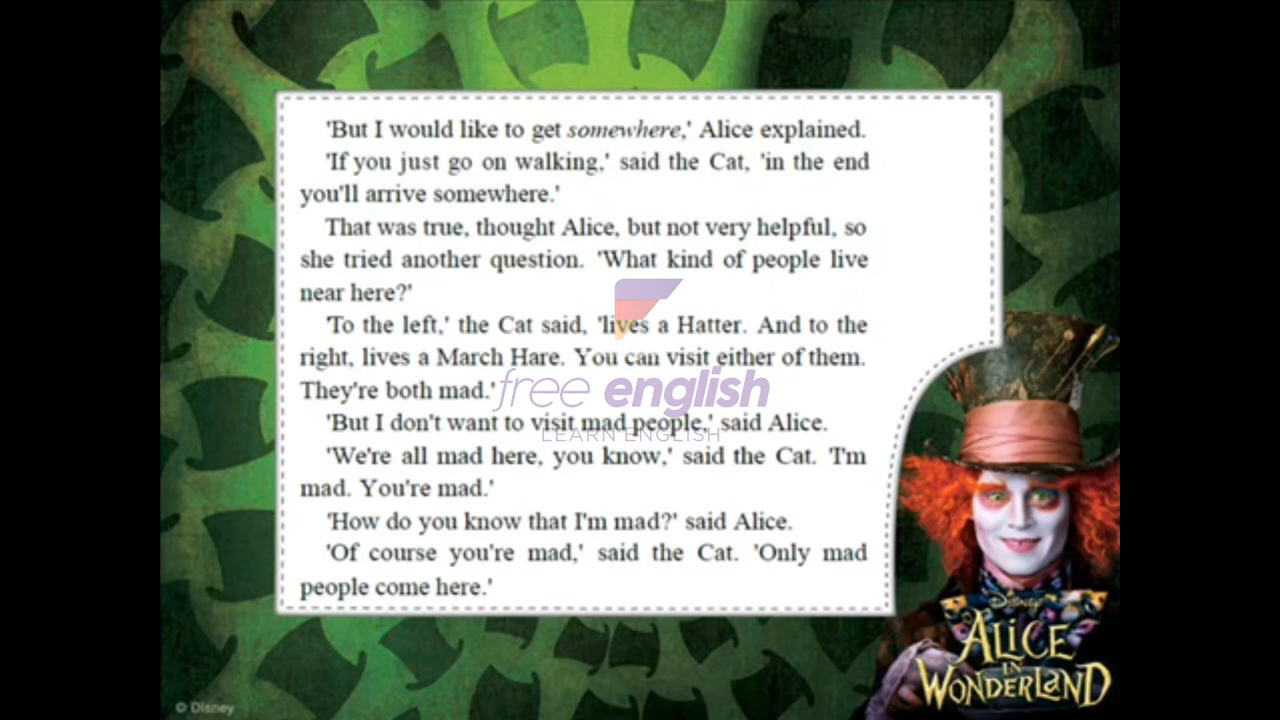 'But I would like to get somewhere,' Alice explained.
'If you just go on walking,' said the Cat, 'in the end
you'll arrive somewhere.'
That was true, thought Alice, but not very helpful, so
she tried another question. 'What kind of people live
near here?'
'To the left,' the Cat said, 'lives a Hatter. And to the
right, lives a March Hare. You can visit either of them.
They're both mad.'
free english
'But I don't want to visit mad people,' said Alice.
LEARN ENGLISH
'We're all mad here, you know,' said the Cat. 'I'm
mad. You're mad.'
'How do you know that I'm mad?' said Alice.
'Of course you're mad,' said the Cat. 'Only mad
people come here.'
Disney
ALICE
IN
WONDERLAND
© Disney